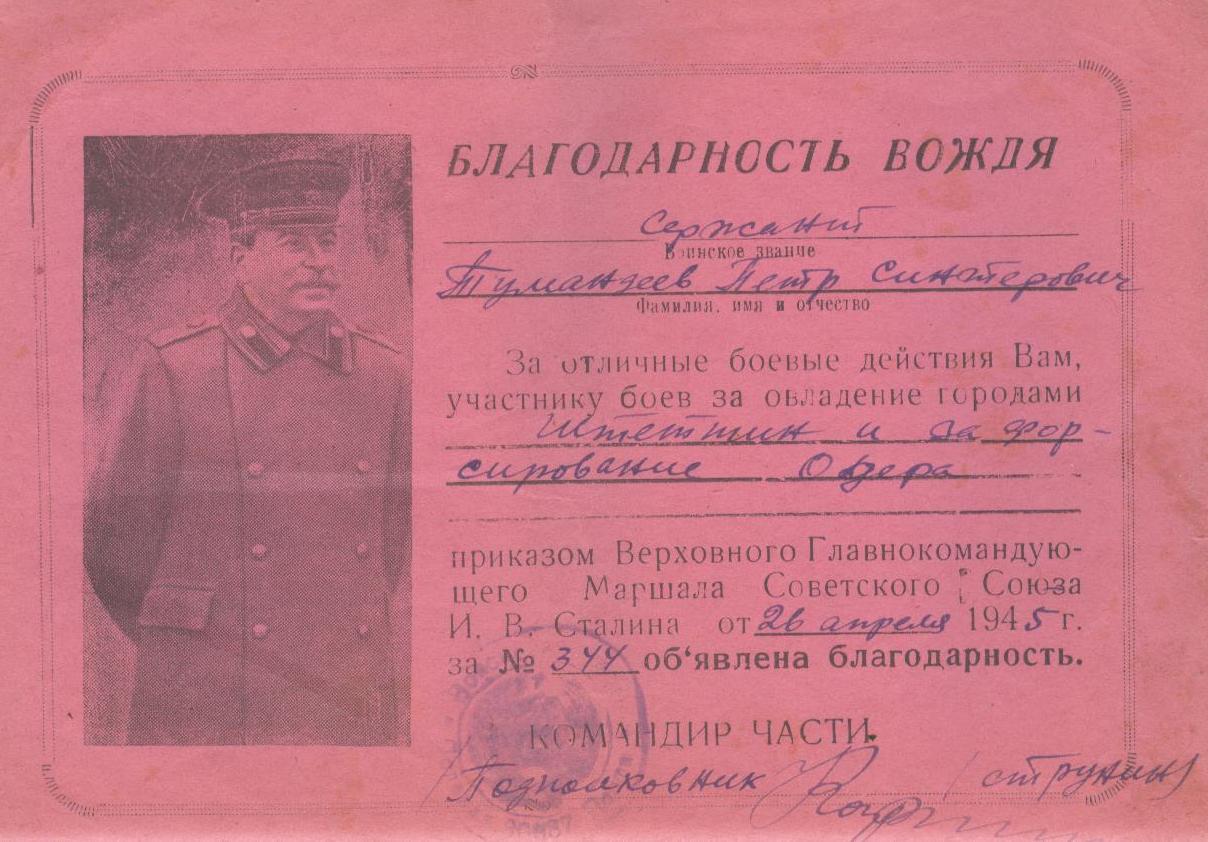 БЛАГОДАРНОСТЬ ВОЖДЯ
Сержант
Воинское звание
Тумандеев Петр
Фамилия, имя и отчество
За отличные боевые действия Вам,
участнику боев за овладение городами
Штеттин и за фор-
сирование Одера
приказом Верховного Главнокомандую-
щего Маршала Советского Союза
И. В. Сталина от 26 апреля 1945 г.
за № 344 об'явлена благодарность.
КОМАНДИР ЧАСТИ.
Подполковник (Струнин)